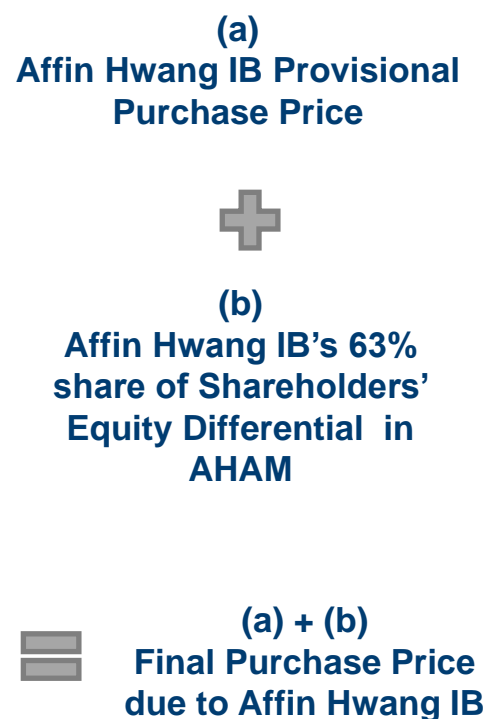 (a)
Affin Hwang IB Provisional
Purchase Price
(b)
Affin Hwang IB’s 63%
share of Shareholders’
Equity Differential in
AHAM
(a) + (b)
Final Purchase Price
due to Affin Hwang IB